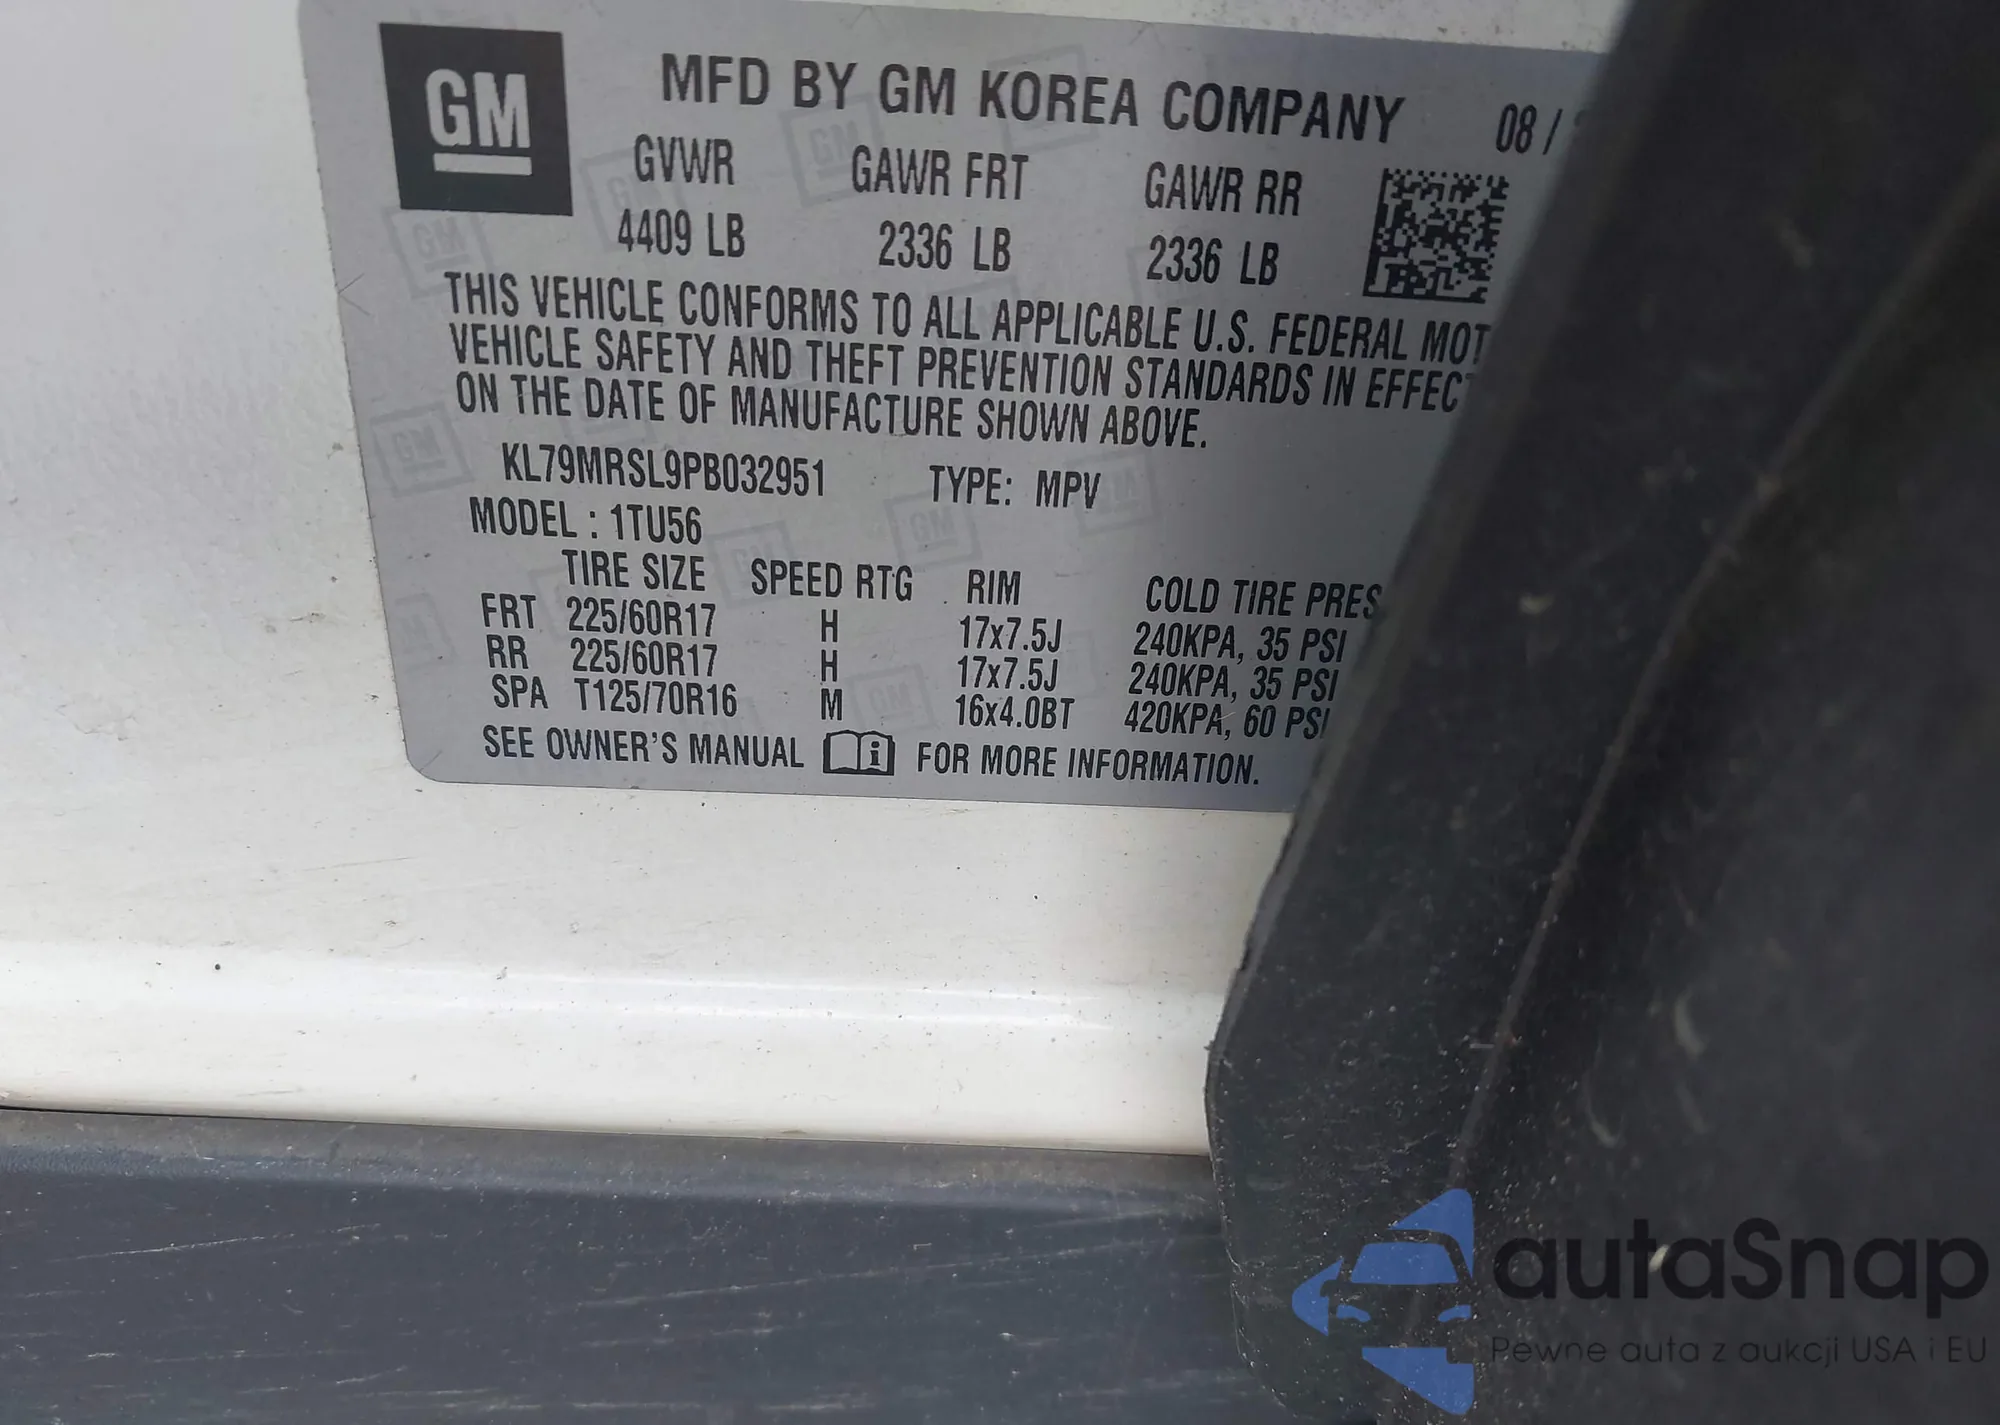 GM
MFD BY GM KOREA COMPANY 08 /
GVWR GAWR FRT GAWR RR
4409 LB 2336 LB 2336 LB
THIS VEHICLE CONFORMS TO ALL APPLICABLE U.S. FEDERAL MOT
VEHICLE SAFETY AND THEFT PREVENTION STANDARDS IN EFFECT
ON THE DATE OF MANUFACTURE SHOWN ABOVE.
KL79MRSL9PB032951 TYPE: MPV
MODEL : 1TU56
TIRE SIZE SPEED RTG RIM COLD TIRE PRES
FRT 225/60R17 H 17x7.5J 240KPA, 35 PSI
RR 225/60R17 H 17x7.5J 240KPA, 35 PSI
SPA T125/70R16 M 16x4.0BT 420KPA, 60 PSI
SEE OWNER'S MANUAL i FOR MORE INFORMATION.
autaSnap
Pewne auta z aukcji USA i EU